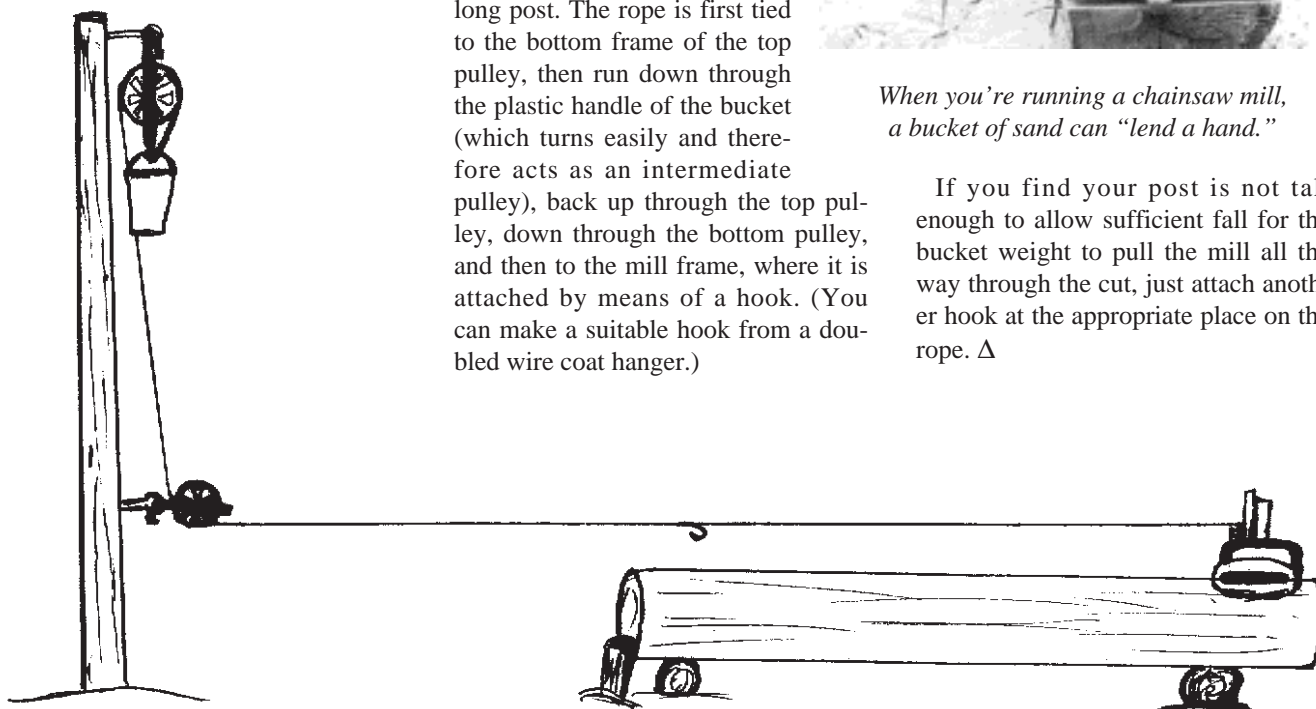 long post. The rope is first tied
to the bottom frame of the top
pulley, then run down through
the plastic handle of the bucket
(which turns easily and there-
fore acts as an intermediate
pulley), back up through the top pul-
ley, down through the bottom pulley,
and then to the mill frame, where it is
attached by means of a hook. (You
can make a suitable hook from a dou-
bled wire coat hanger.)
When you’re running a chainsaw mill,
a bucket of sand can “lend a hand.”
If you find your post is not tal
enough to allow sufficient fall for th
bucket weight to pull the mill all th
way through the cut, just attach anoth
er hook at the appropriate place on th
rope. Δ